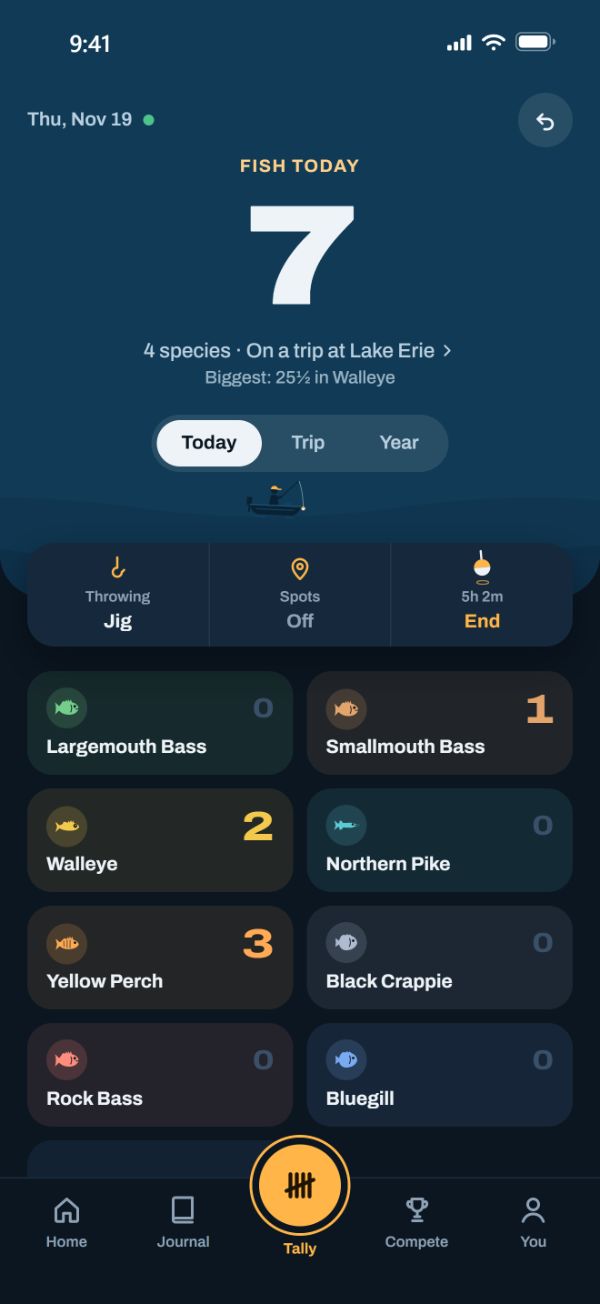 9:41
Thu, Nov 19
FISH TODAY
7
4 species · On a trip at Lake Erie
Biggest: 25½ in Walleye
Today Trip Year
Throwing
Jig
Spots
Off
5h 2m
End
0
Largemouth Bass
1
Smallmouth Bass
2
Walleye
0
Northern Pike
3
Yellow Perch
0
Black Crappie
0
Rock Bass
0
Bluegill
Home
Journal
Tally
Compete
You